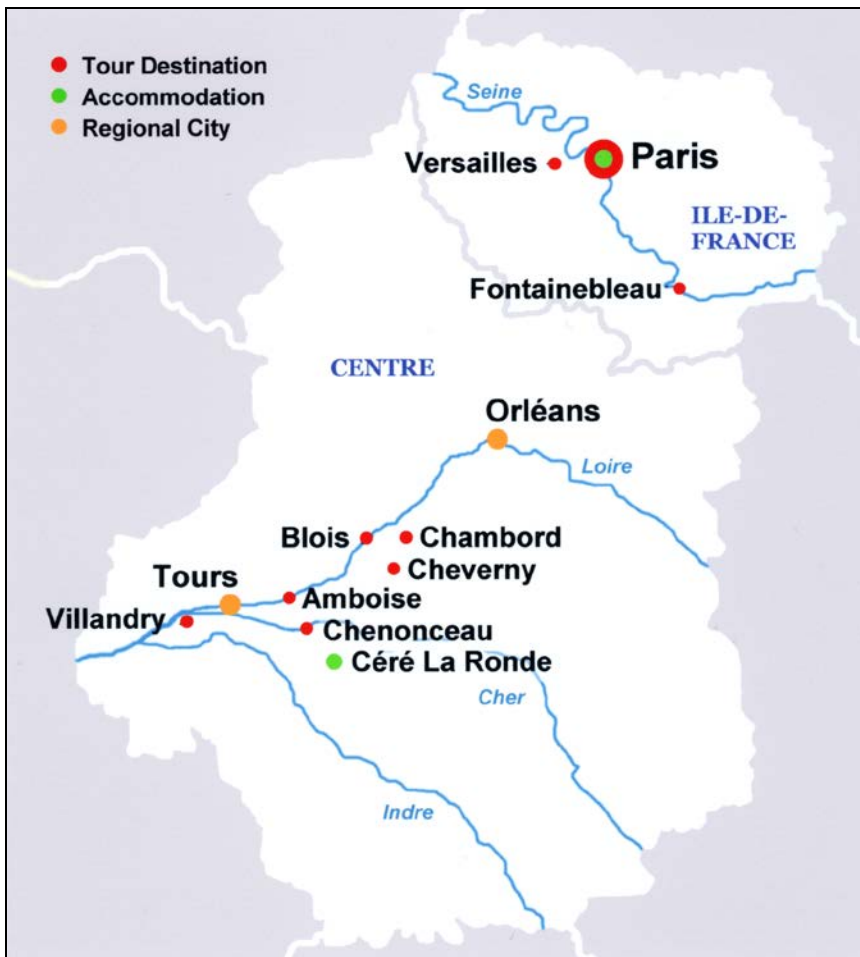 Tour Destination
Accommodation
Regional City
Seine
Versailles
Paris
ILE-DE-
FRANCE
Fontainebleau
CENTRE
Orléans
Loire
Blois
Chambord
Cheverny
Tours
Amboise
Villandry
Chenonceau
Céré La Ronde
Cher
Indre